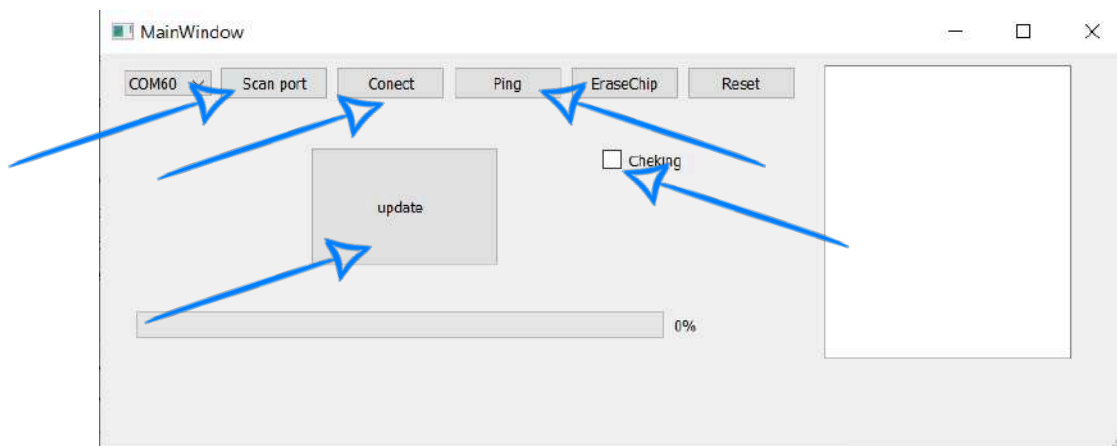 MainWindow
COM60 Scan port Conect Ping EraseChip Reset
Cheking
update
0%